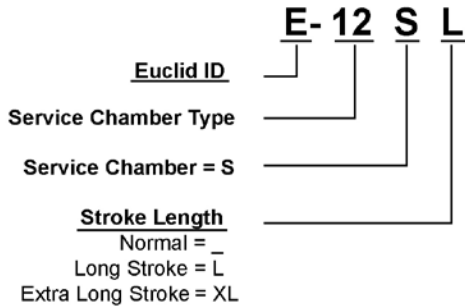 E-12 S L
Euclid ID
Service Chamber Type
Service Chamber = S
Stroke Length
Normal = _
Long Stroke = L
Extra Long Stroke = XL